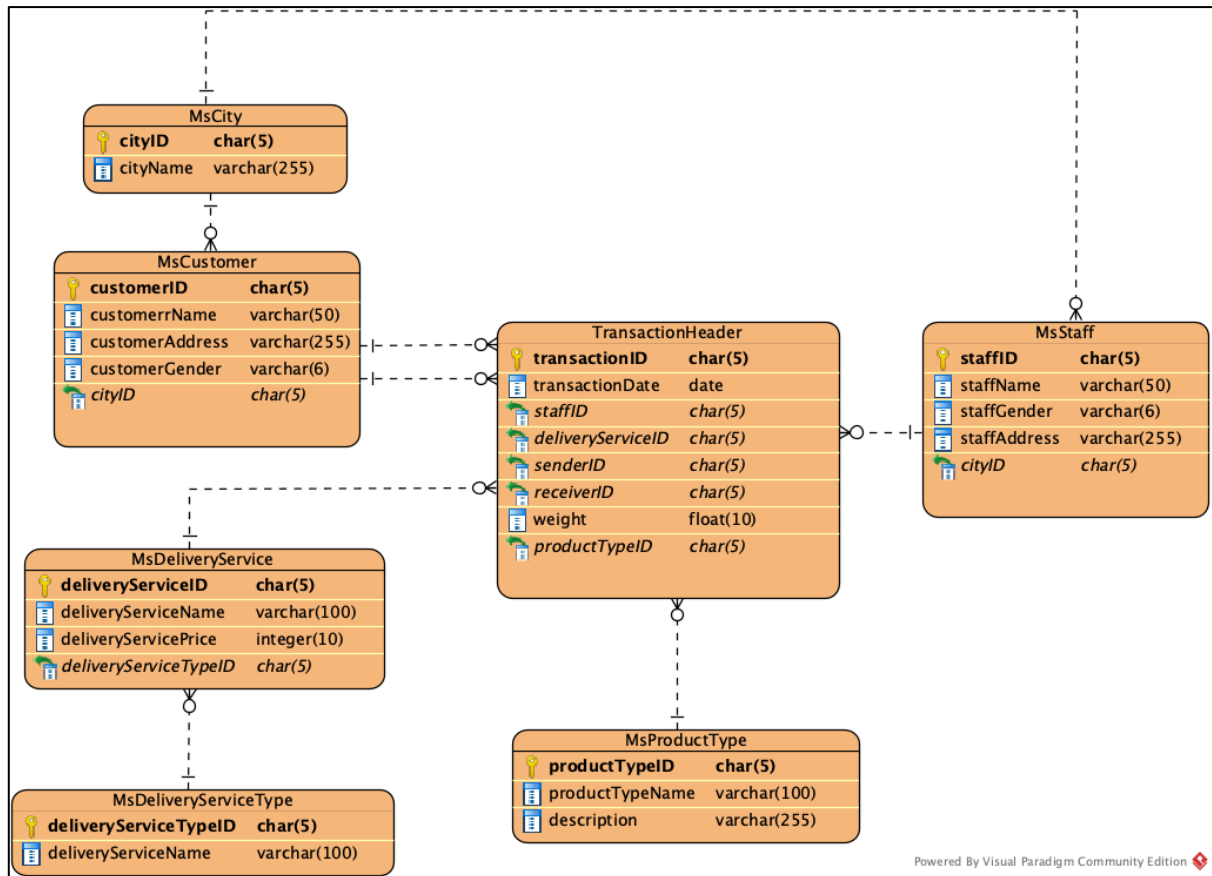 MsCity
cityID char(5)
cityName varchar(255)
MsCustomer
customerID char(5)
customerrName varchar(50)
customerAddress varchar(255)
customerGender varchar(6)
cityID char(5)
TransactionHeader
transactionID char(5)
transactionDate date
staffID char(5)
deliveryServiceID char(5)
senderID char(5)
receiverID char(5)
weight float(10)
productTypeID char(5)
MsStaff
staffID char(5)
staffName varchar(50)
staffGender varchar(6)
staffAddress varchar(255)
cityID char(5)
MsDeliveryService
deliveryServiceID char(5)
deliveryServiceName varchar(100)
deliveryServicePrice integer(10)
deliveryServiceTypeID char(5)
MsProductType
productTypeID char(5)
productTypeName varchar(100)
description varchar(255)
MsDeliveryServiceType
deliveryServiceTypeID char(5)
deliveryServiceName varchar(100)
Powered By Visual Paradigm Community Edition